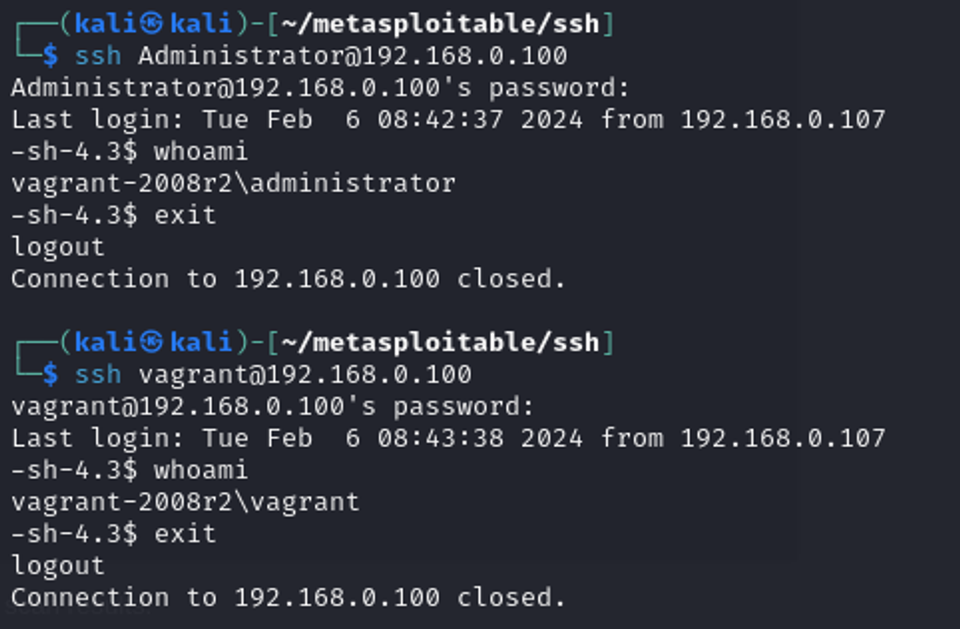 ┌──(kali㉿kali)-[~/metasploitable/ssh]
└─$ ssh Administrator@192.168.0.100
Administrator@192.168.0.100's password:
Last login: Tue Feb  6 08:42:37 2024 from 192.168.0.107
-sh-4.3$ whoami
vagrant-2008r2\administrator
-sh-4.3$ exit
logout
Connection to 192.168.0.100 closed.
┌──(kali㉿kali)-[~/metasploitable/ssh]
└─$ ssh vagrant@192.168.0.100
vagrant@192.168.0.100's password:
Last login: Tue Feb  6 08:43:38 2024 from 192.168.0.107
-sh-4.3$ whoami
vagrant-2008r2\vagrant
-sh-4.3$ exit
logout
Connection to 192.168.0.100 closed.